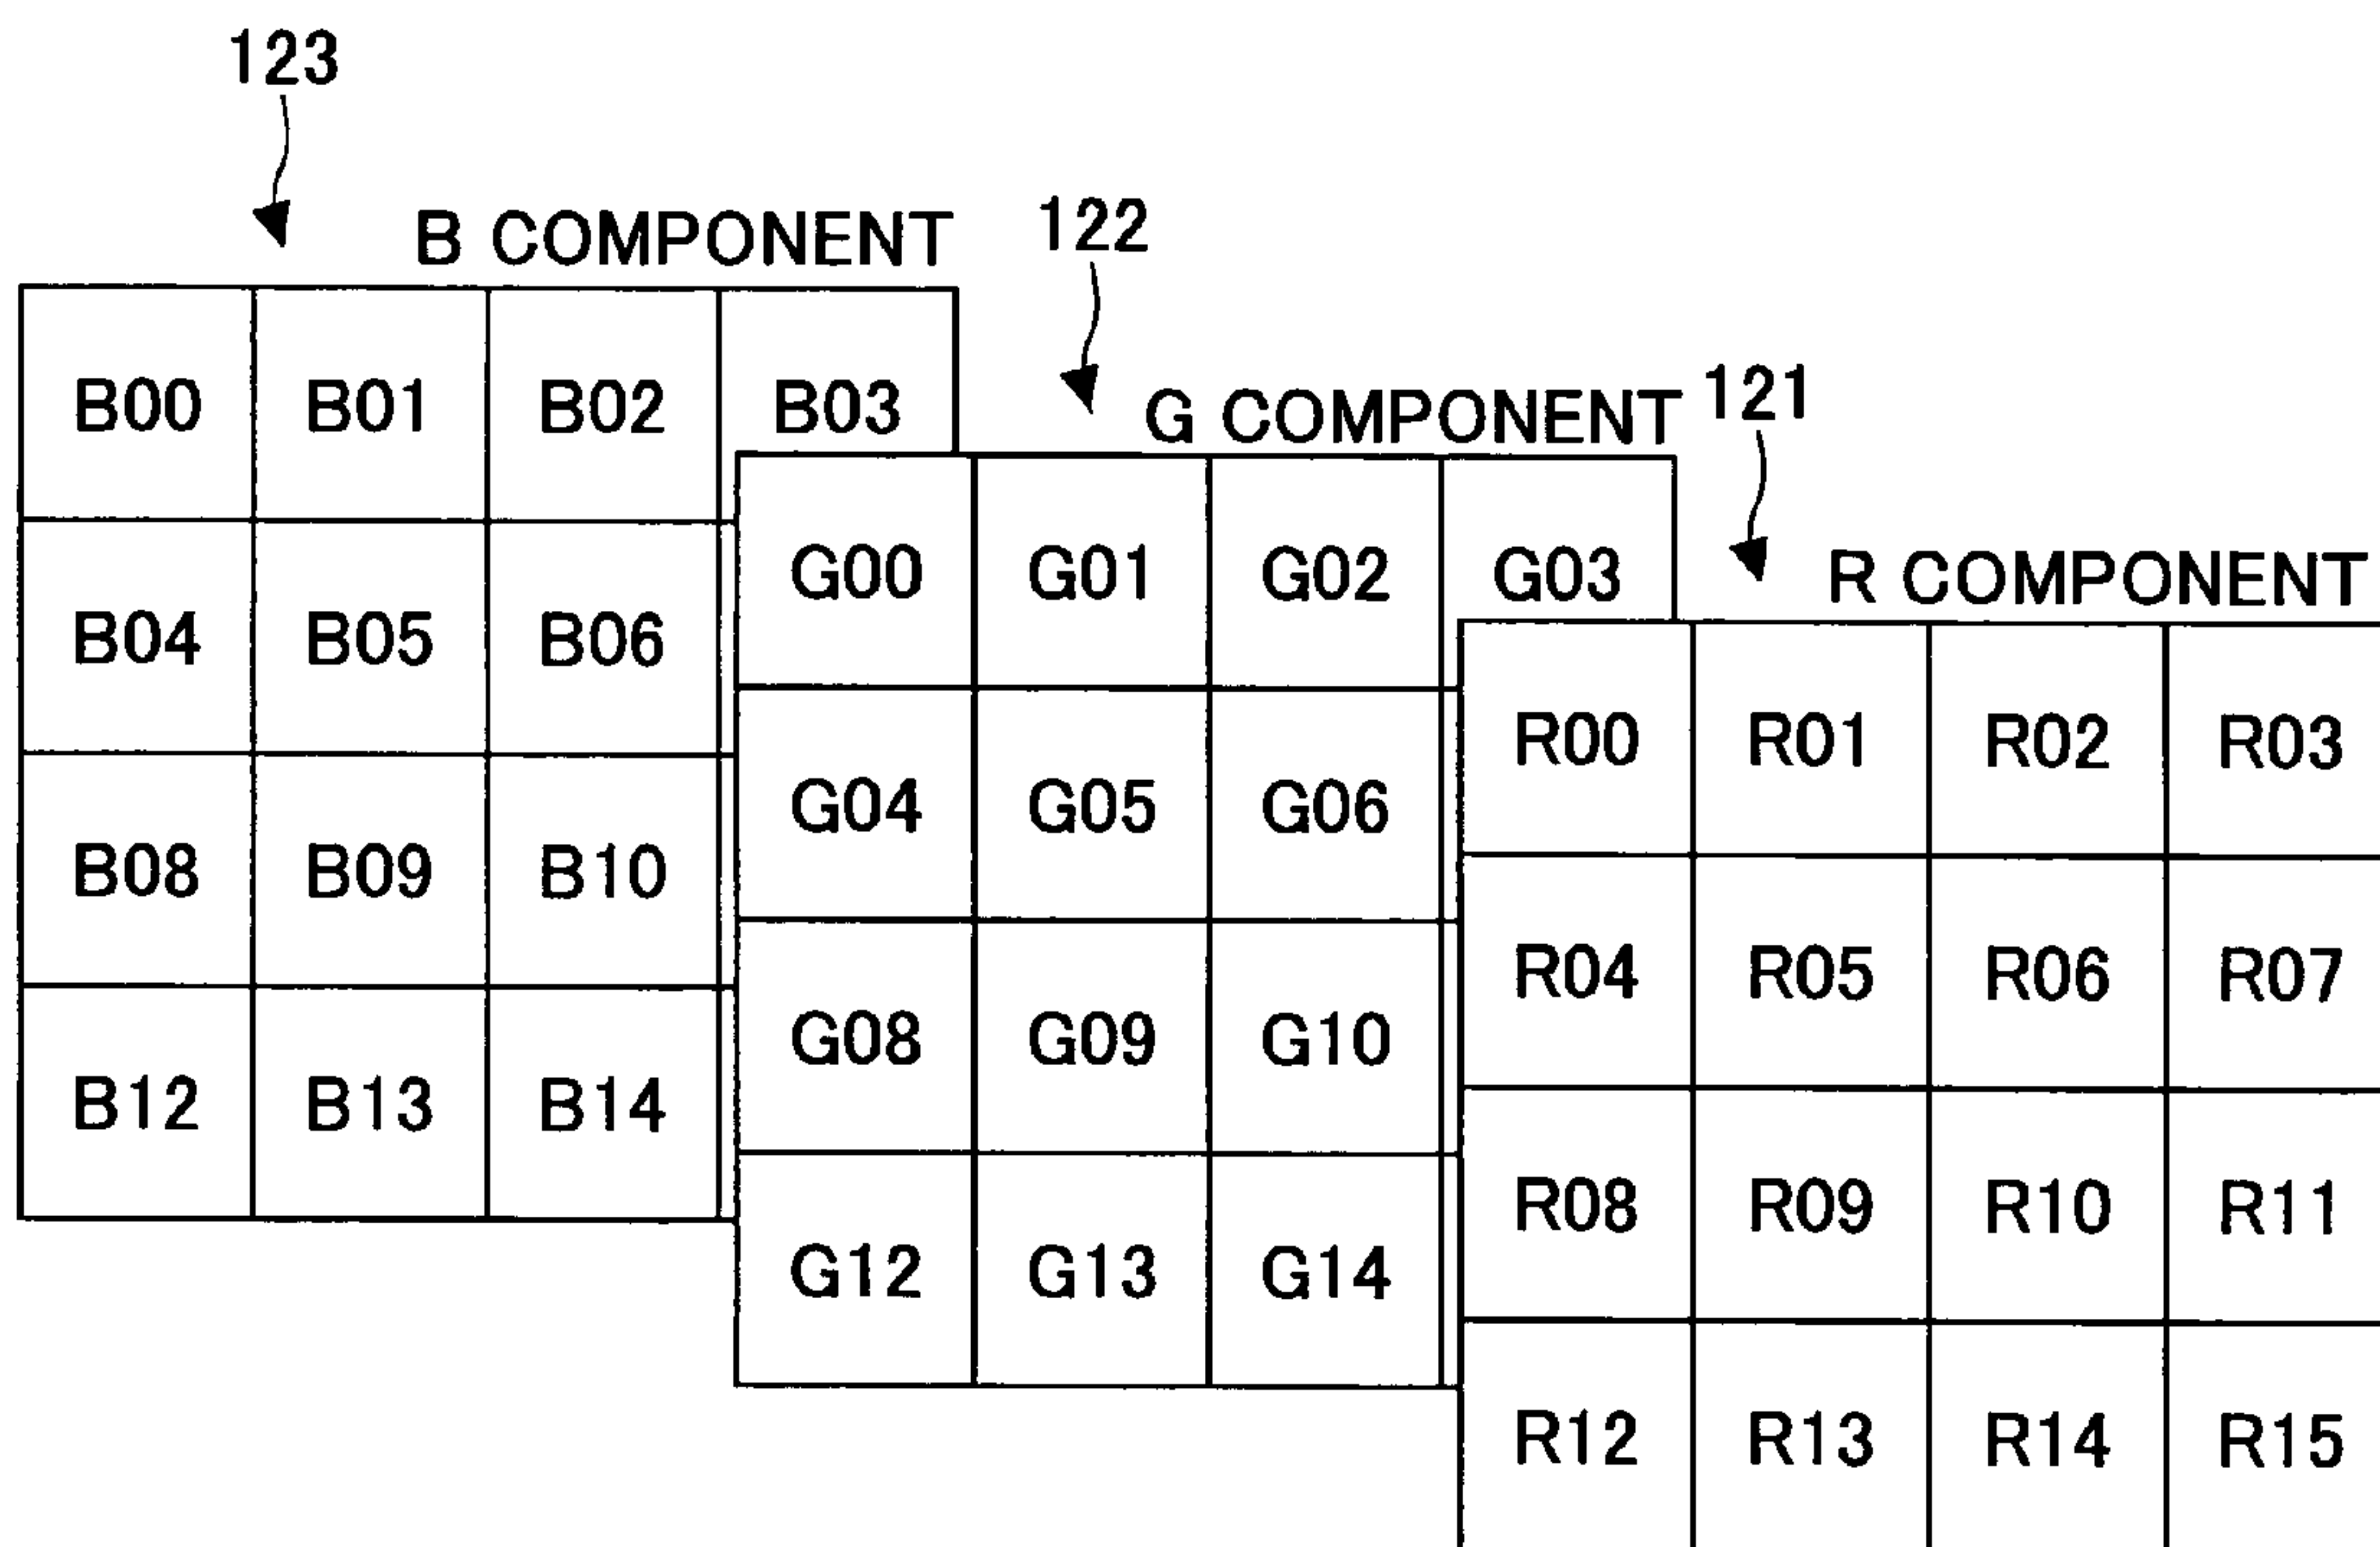 123
B COMPONENT
B00 B01 B02 B03
B04 B05 B06
B08 B09 B10
B12 B13 B14
122
G COMPONENT
G00 G01 G02 G03
G04 G05 G06
G08 G09 G10
G12 G13 G14
121
R COMPONENT
R00 R01 R02 R03
R04 R05 R06 R07
R08 R09 R10 R11
R12 R13 R14 R15